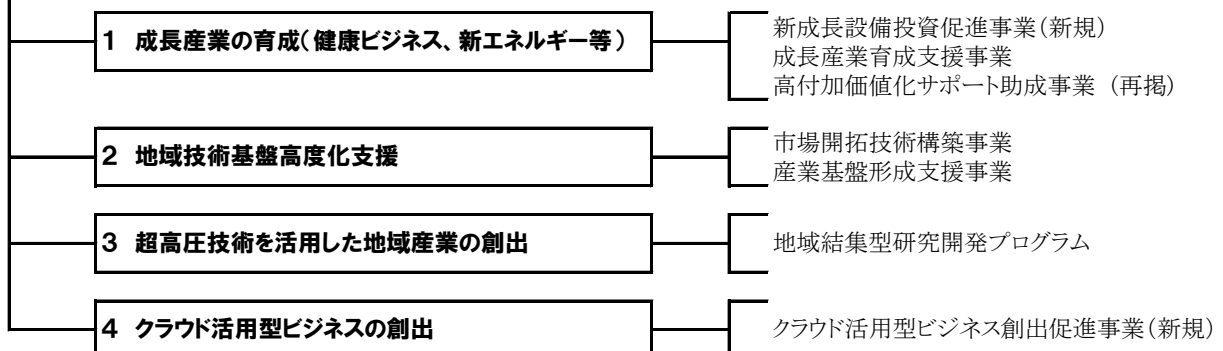 1 成長産業の育成（健康ビジネス、新エネルギー等）
新成長設備投資促進事業（新規）
成長産業育成支援事業
高付加価値化サポート助成事業 （再掲）
2 地域技術基盤高度化支援
市場開拓技術構築事業
産業基盤形成支援事業
3 超高圧技術を活用した地域産業の創出
地域結集型研究開発プログラム
4 クラウド活用型ビジネスの創出
クラウド活用型ビジネス創出促進事業（新規）